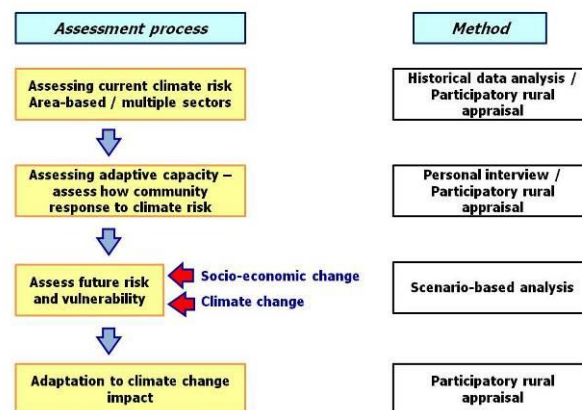 Assessment process
Method
Assessing current climate risk
Area-based / multiple sectors
Historical data analysis /
Participatory rural
appraisal
Assessing adaptive capacity –
assess how community
response to climate risk
Personal interview /
Participatory rural
appraisal
Assess future risk
and vulnerability
Socio-economic change
Climate change
Scenario-based analysis
Adaptation to climate change
impact
Participatory rural
appraisal